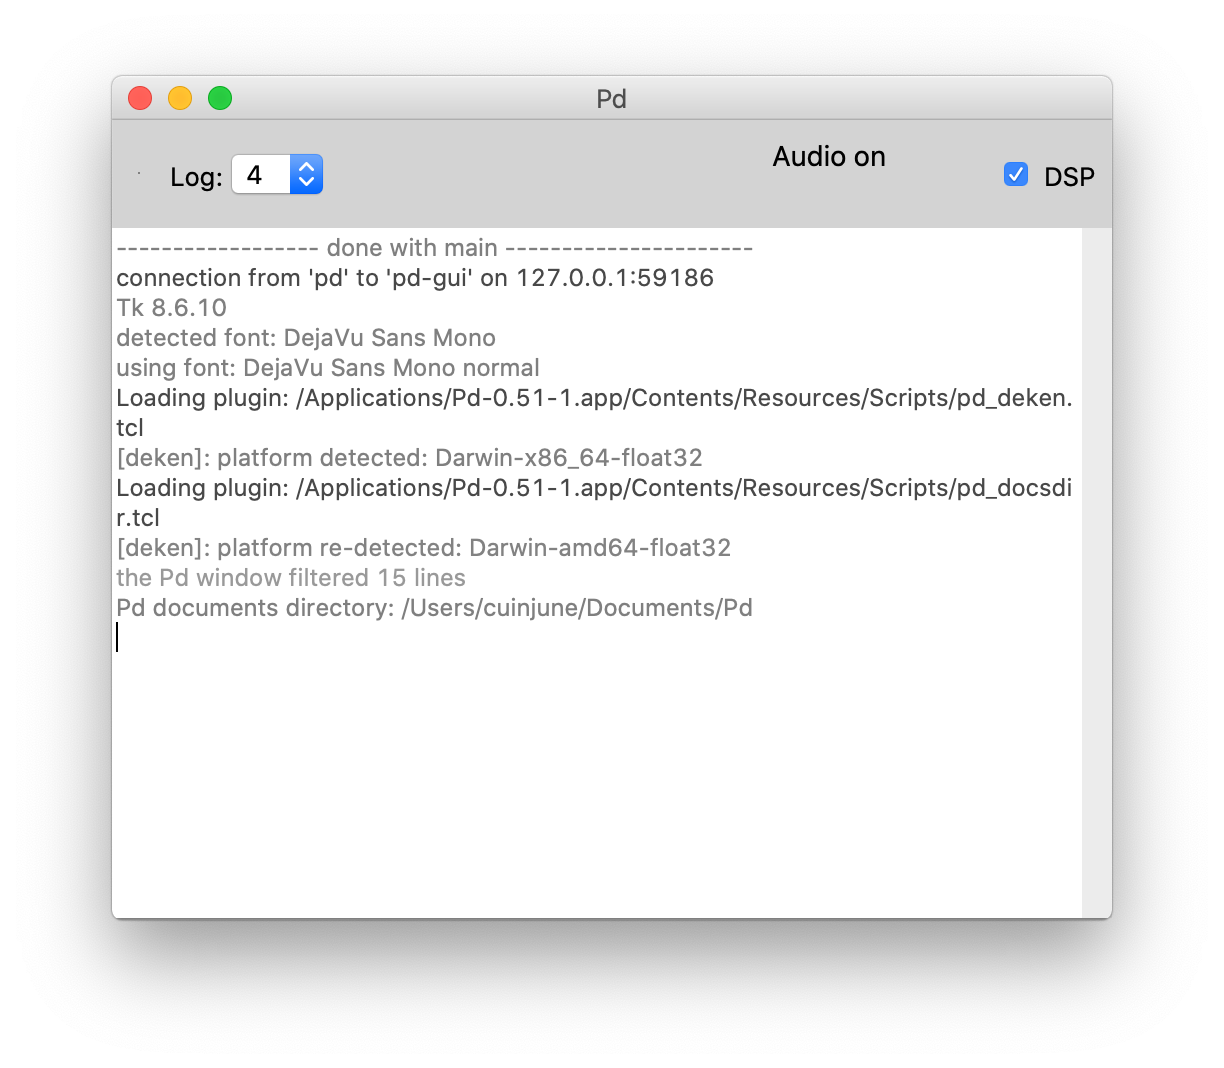 Pd
Log: 4
Audio on
DSP
------------------ done with main ----------------------
connection from 'pd' to 'pd-gui' on 127.0.0.1:59186
Tk 8.6.10
detected font: DejaVu Sans Mono
using font: DejaVu Sans Mono normal
Loading plugin: /Applications/Pd-0.51-1.app/Contents/Resources/Scripts/pd_deken.
tcl
[deken]: platform detected: Darwin-x86_64-float32
Loading plugin: /Applications/Pd-0.51-1.app/Contents/Resources/Scripts/pd_docsdi
r.tcl
[deken]: platform re-detected: Darwin-amd64-float32
the Pd window filtered 15 lines
Pd documents directory: /Users/cuinjune/Documents/Pd